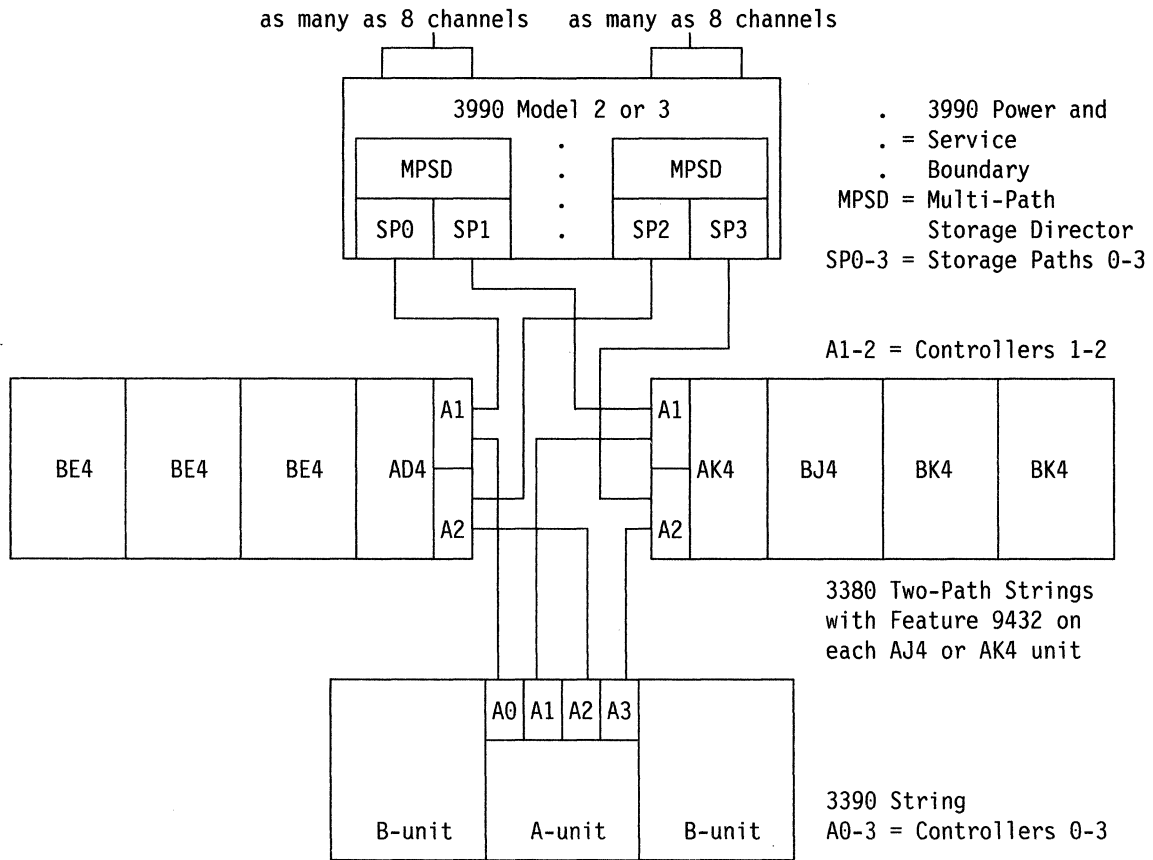 as many as 8 channels as many as 8 channels
3990 Model 2 or 3
MPSD MPSD
SP0 SP1 SP2 SP3
. 3990 Power and
. = Service
. Boundary
MPSD = Multi-Path
Storage Director
SP0-3 = Storage Paths 0-3
A1-2 = Controllers 1-2
A1 A1
BE4 BE4 BE4 AD4 AK4 BJ4 BK4 BK4
A2 A2
3380 Two-Path Strings
with Feature 9432 on
each AJ4 or AK4 unit
A0 A1 A2 A3
B-unit A-unit B-unit
3390 String
A0-3 = Controllers 0-3